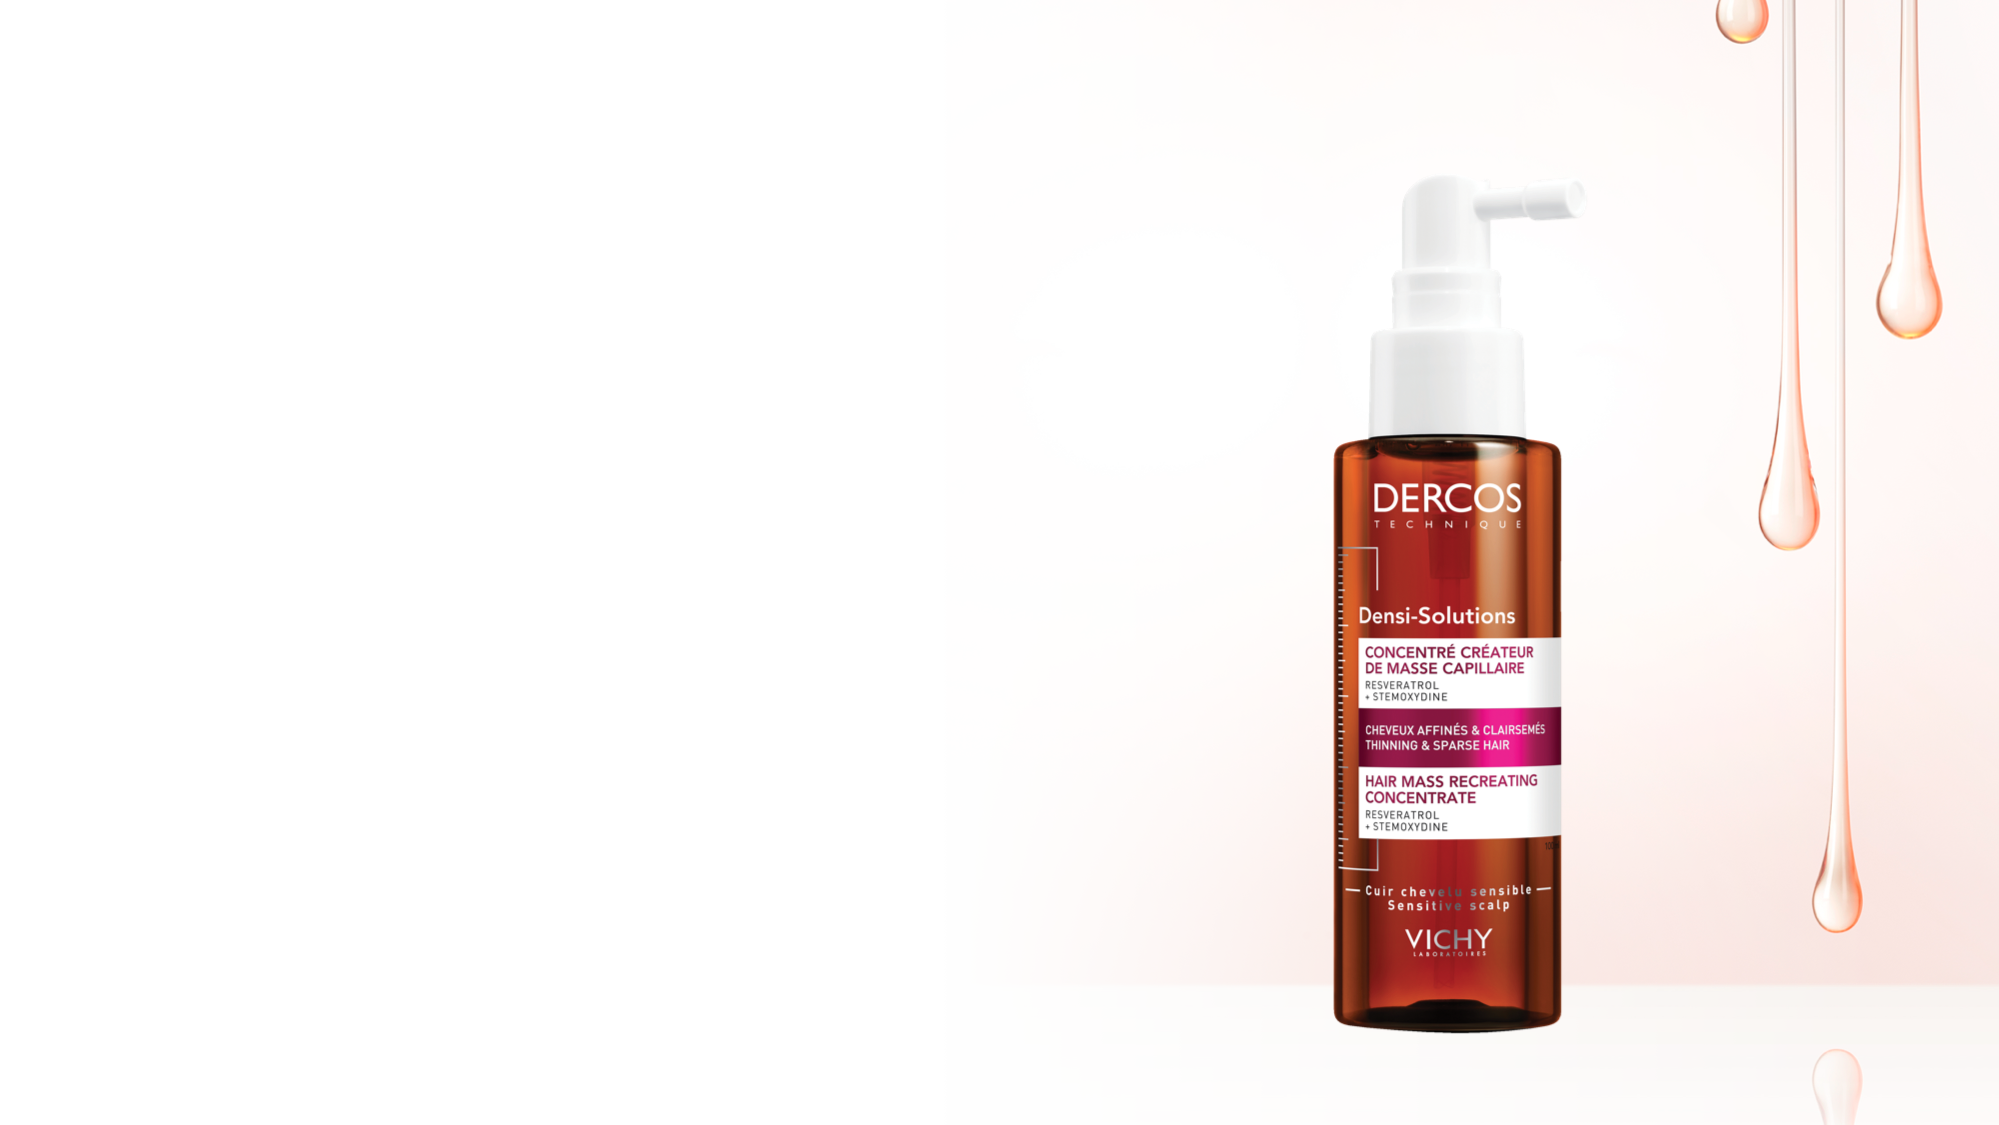 DERCOS
TECHNIQUE
Densi-Solutions
CONCENTRÉ CRÉATEUR
DE MASSE CAPILLAIRE
RESVERATROL
+ STEMOXYDINE
CHEVEUX AFFINÉS & CLAIRSEMÉS
THINNING & SPARSE HAIR
HAIR MASS RECREATING
CONCENTRATE
RESVERATROL
+ STEMOXYDINE
Cuir chevelu sensible
Sensitive scalp
VICHY
LABORATOIRES